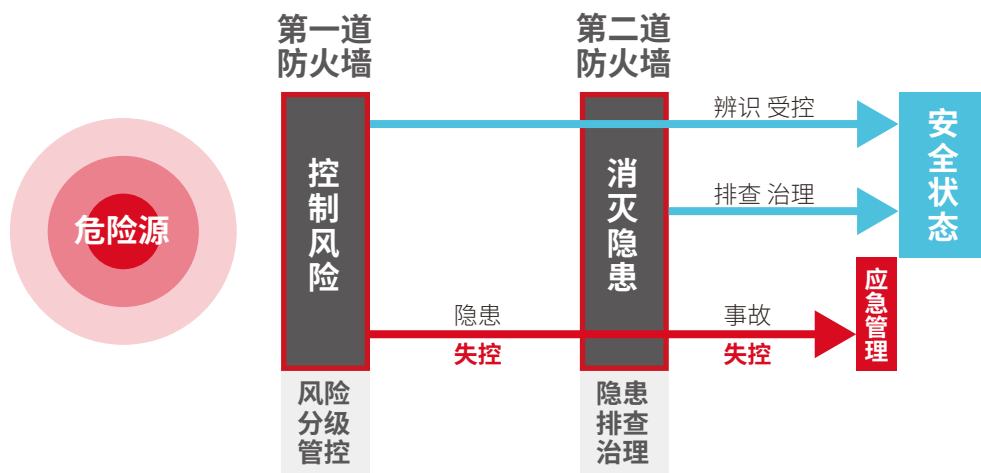 第一道
防火墙
第二道
防火墙
危险源
控制风险
消灭隐患
辨识 受控
排查 治理
安全状态
隐患
失控
事故
失控
应急管理
风险
分级
管控
隐患
排查
治理